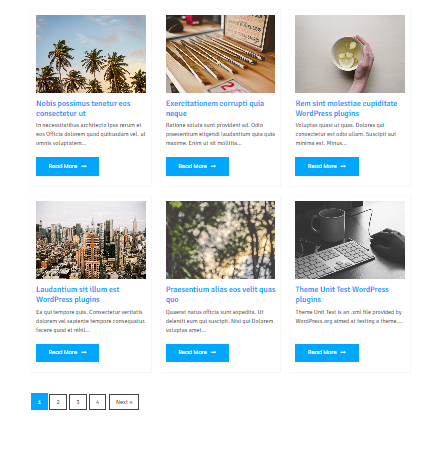 Nobis possimus tenetur eos
consectetur ut
In necessitatibus architecto ipsa rerum et
eos Officia dolorem quod quibusdam vel. ut
omnis voluptatem...
Read More →
Exercitationem corrupti quia
neque
Ratione soluta sunt provident ad. Odio
praesentium eligendi laudantium quia quia
maxime. Enim ut sit mollitia...
Read More →
Rem sint molestiae cupiditate
WordPress plugins
Voluptas quasi ut quas. Dolores qui
consectetur est odio ullam. Suscipit aut
minima est. Minus...
Read More →
Laudantium sit illum est
WordPress plugins
Ea qui tempore quis. Consectetur veritatis
dolorem vel sapiente tempore consequatur
facere quod et nihil...
Read More →
Praesentium alias eos velit quas
quo
Quaerat natus officia sunt expedita. Ut
deleniti eum qui suscipit. Nisi qui Dolorem
voluptas amet...
Read More →
Theme Unit Test WordPress
plugins
Theme Unit Test is an .xml file provided by
WordPress.org aimed at testing a theme....
Read More →
1 2 3 4 Next »